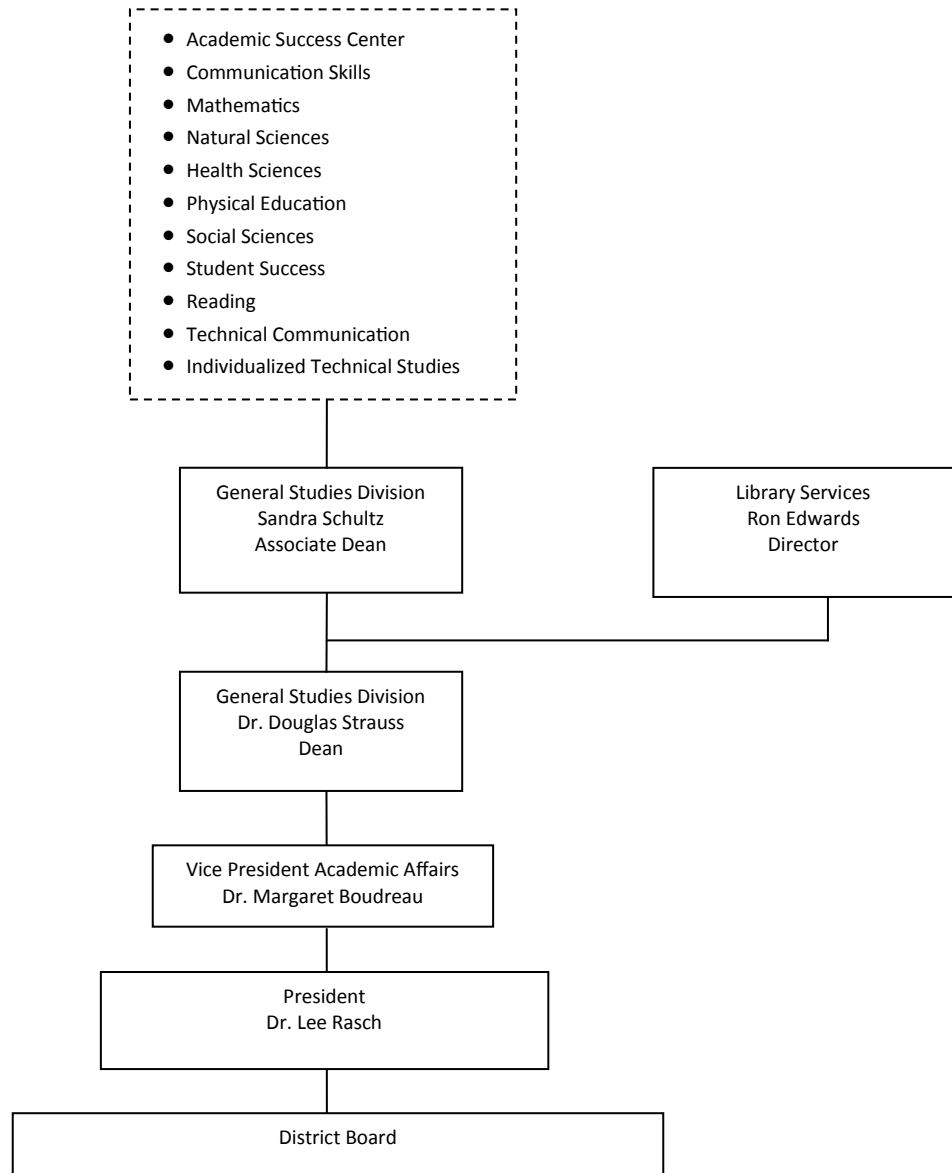 • Academic Success Center
• Communication Skills
• Mathematics
• Natural Sciences
• Health Sciences
• Physical Education
• Social Sciences
• Student Success
• Reading
• Technical Communication
• Individualized Technical Studies
General Studies Division
Sandra Schultz
Associate Dean
Library Services
Ron Edwards
Director
General Studies Division
Dr. Douglas Strauss
Dean
Vice President Academic Affairs
Dr. Margaret Boudreau
President
Dr. Lee Rasch
District Board